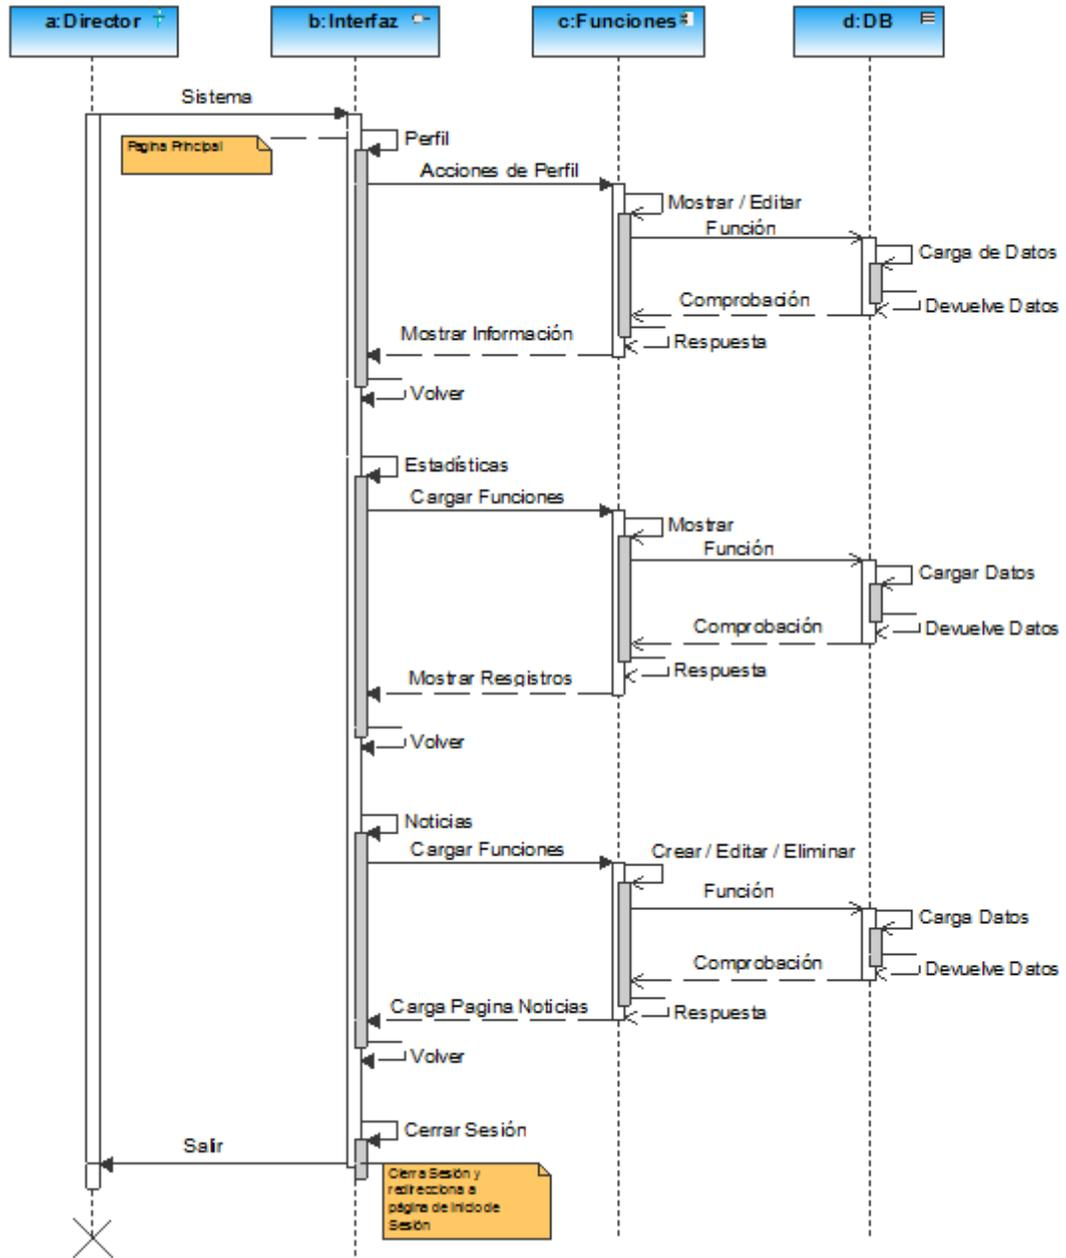 a:Director
b:Interfaz
c:Funciones
d:DB
Sistema
Pagina Principal
Perfil
Acciones de Perfil
Mostrar / Editar
Función
Carga de Datos
Comprobación
Devuelve Datos
Mostrar Información
Respuesta
Volver
Estadísticas
Cargar Funciones
Mostrar
Función
Cargar Datos
Comprobación
Devuelve Datos
Mostrar Resgistros
Respuesta
Volver
Noticias
Cargar Funciones
Crear / Editar / Eliminar
Función
Carga Datos
Comprobación
Devuelve Datos
Carga Pagina Noticias
Respuesta
Volver
Cerrar Sesión
Salir
Cierra Sesión y
redirecciona a
página de Inicio de
Sesión